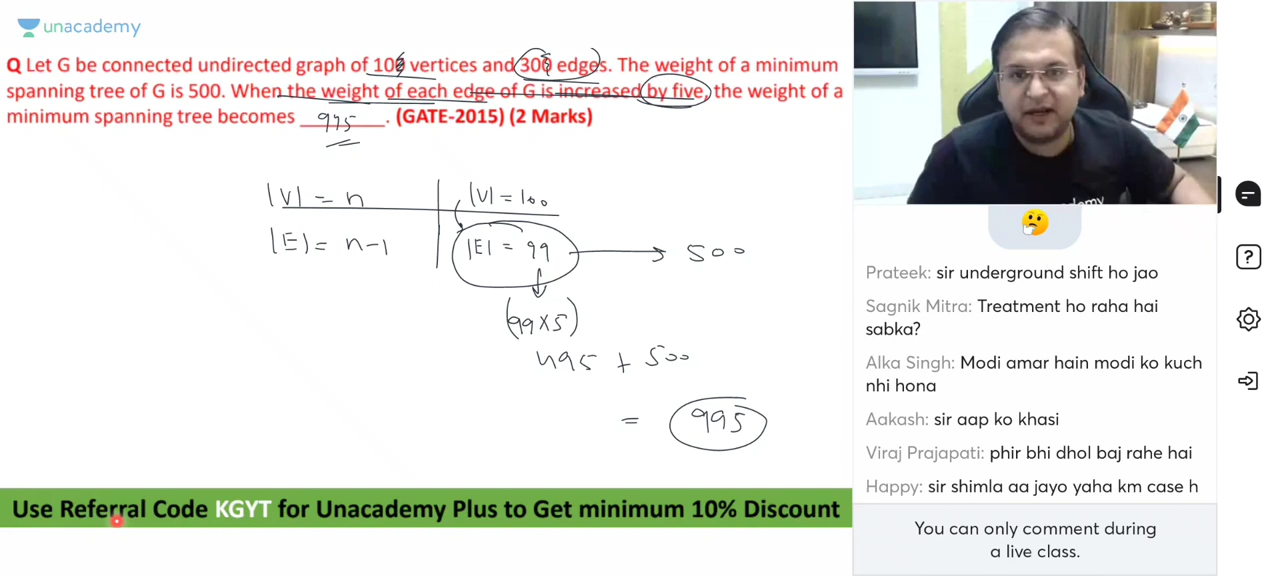 unacademy
Q Let G be connected undirected graph of 100 vertices and 300 edges. The weight of a minimum
spanning tree of G is 500. When the weight of each edge of G is increased by five, the weight of a
minimum spanning tree becomes 995. (GATE-2015) (2 Marks)
|V| = n |V| = 100
|E| = n-1 |E| = 99 → 500
(99 x 5)
495 + 500
= 995
Use Referral Code KGYT for Unacademy Plus to Get minimum 10% Discount
Prateek: sir underground shift ho jao
Sagnik Mitra: Treatment ho raha hai
sabka?
Alka Singh: Modi amar hain modi ko kuch
nhi hona
Aakash: sir aap ko khasi
Viraj Prajapati: phir bhi dhol baj rahe hai
Happy: sir shimla aa jayo yaha km case h
You can only comment during
a live class.